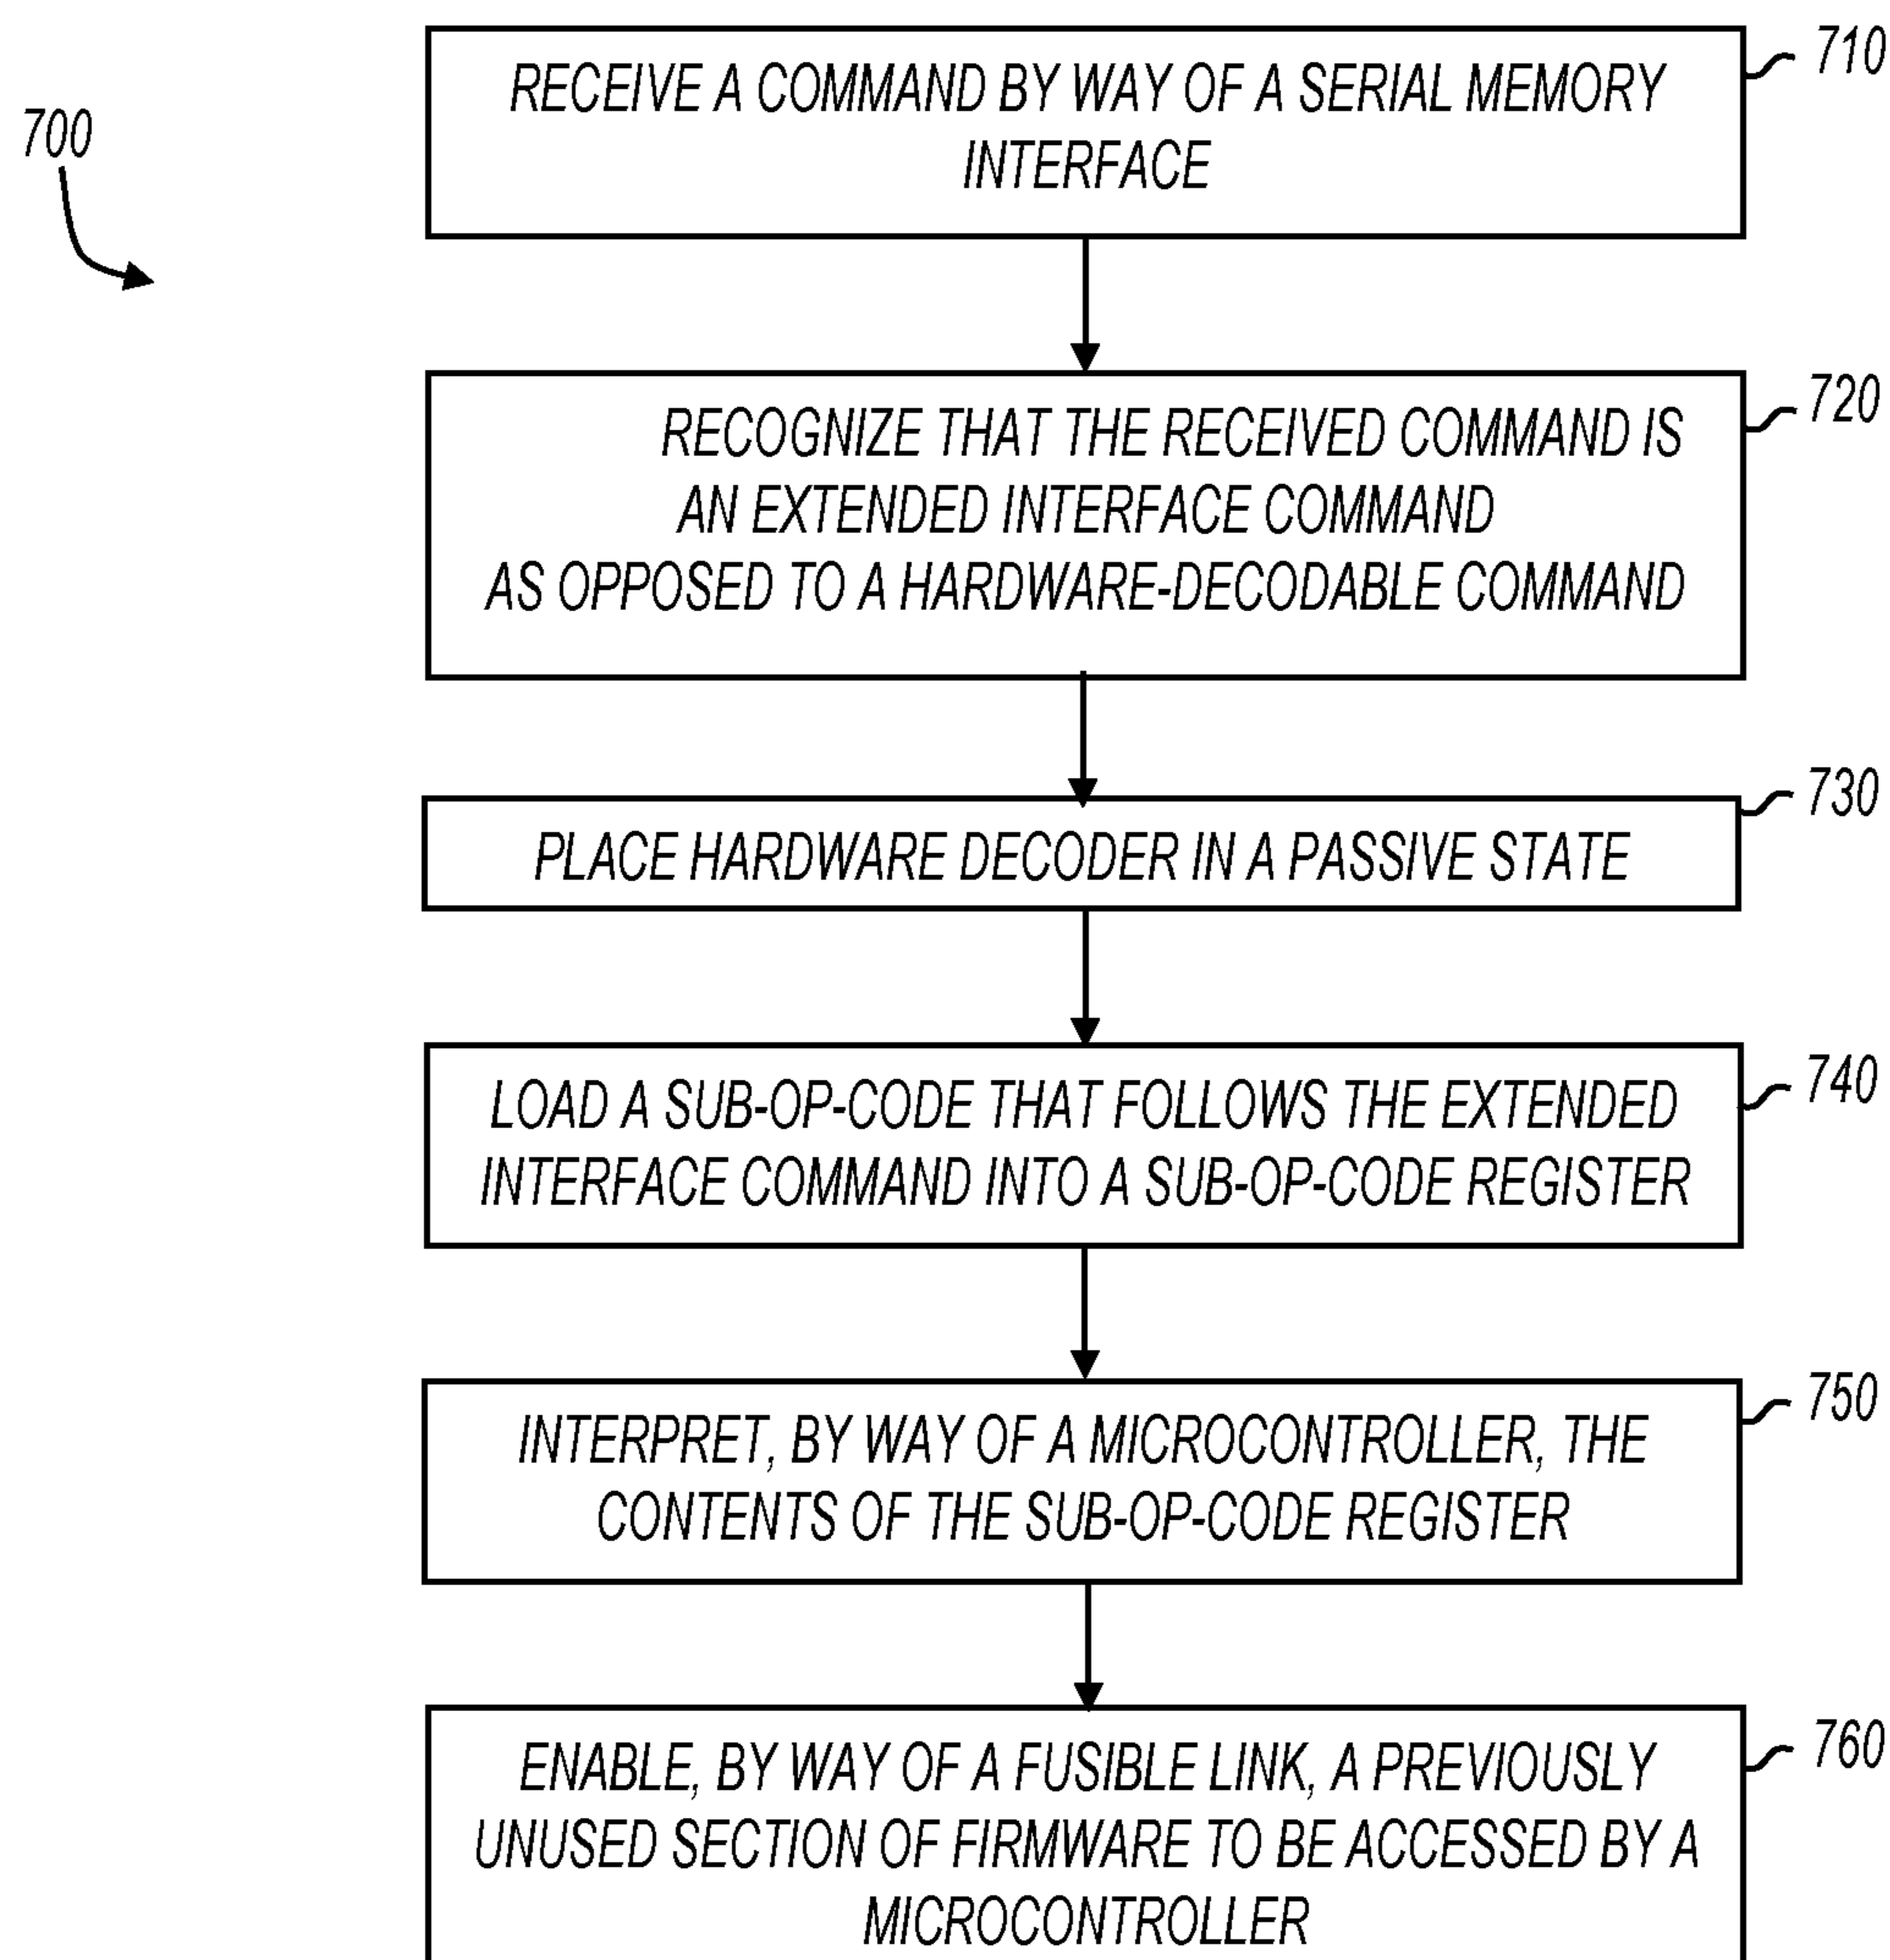 700
RECEIVE A COMMAND BY WAY OF A SERIAL MEMORY
INTERFACE
710
RECOGNIZE THAT THE RECEIVED COMMAND IS
AN EXTENDED INTERFACE COMMAND
AS OPPOSED TO A HARDWARE-DECODABLE COMMAND
720
PLACE HARDWARE DECODER IN A PASSIVE STATE
730
LOAD A SUB-OP-CODE THAT FOLLOWS THE EXTENDED
INTERFACE COMMAND INTO A SUB-OP-CODE REGISTER
740
INTERPRET, BY WAY OF A MICROCONTROLLER, THE
CONTENTS OF THE SUB-OP-CODE REGISTER
750
ENABLE, BY WAY OF A FUSIBLE LINK, A PREVIOUSLY
UNUSED SECTION OF FIRMWARE TO BE ACCESSED BY A
MICROCONTROLLER
760